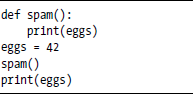 def spam():
    print(eggs)
eggs = 42
spam()
print(eggs)